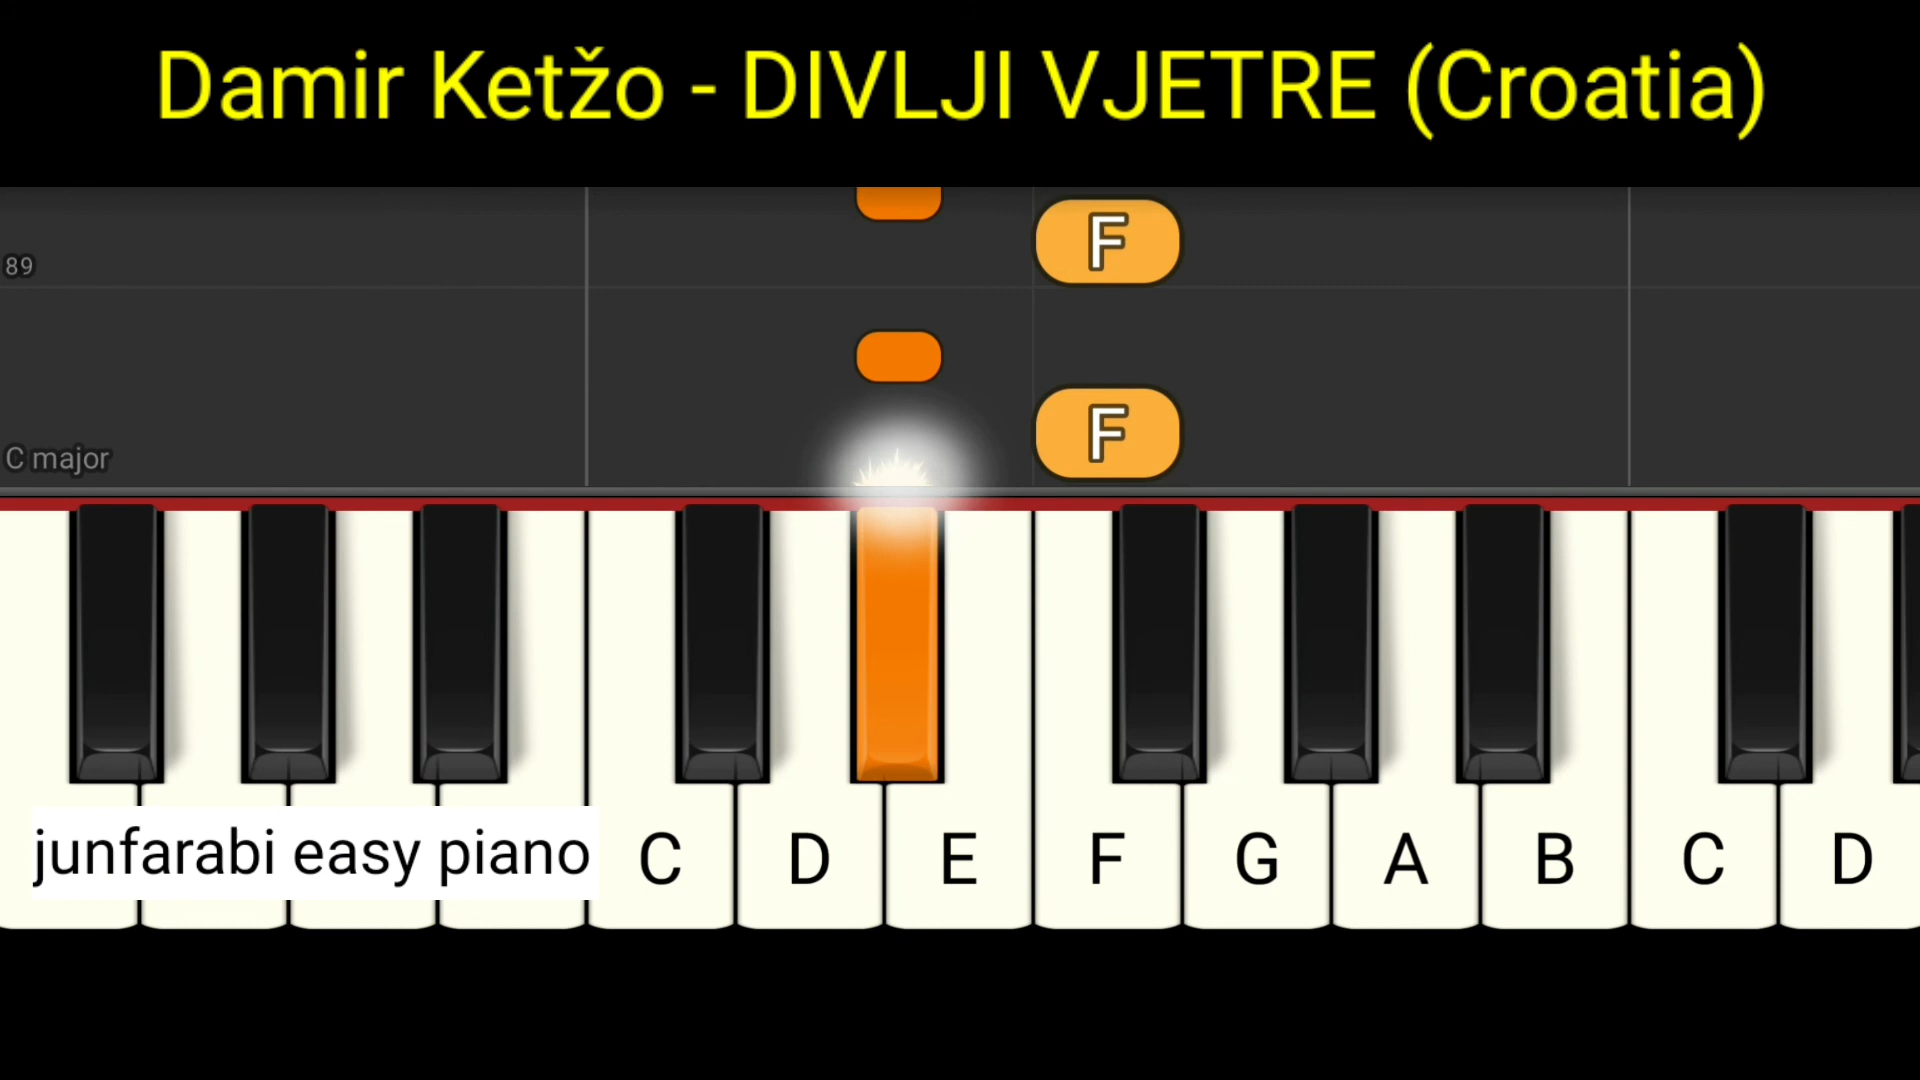 Damir Ketžo - DIVLJI VJETRE (Croatia)
F
89
F
C major
junfarabi easy piano C D E F G A B C D